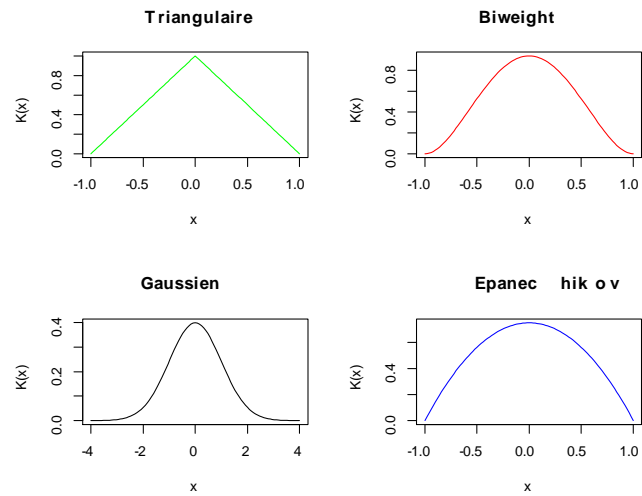 Triangulaire
K(x)
0.0 0.4 0.8
-1.0 -0.5 0.0 0.5 1.0
x
Biweight
K(x)
0.0 0.4 0.8
-1.0 -0.5 0.0 0.5 1.0
x
Gaussien
K(x)
0.0 0.2 0.4
-4 -2 0 2 4
x
Epanec hik o v
K(x)
0.0 0.4
-1.0 -0.5 0.0 0.5 1.0
x